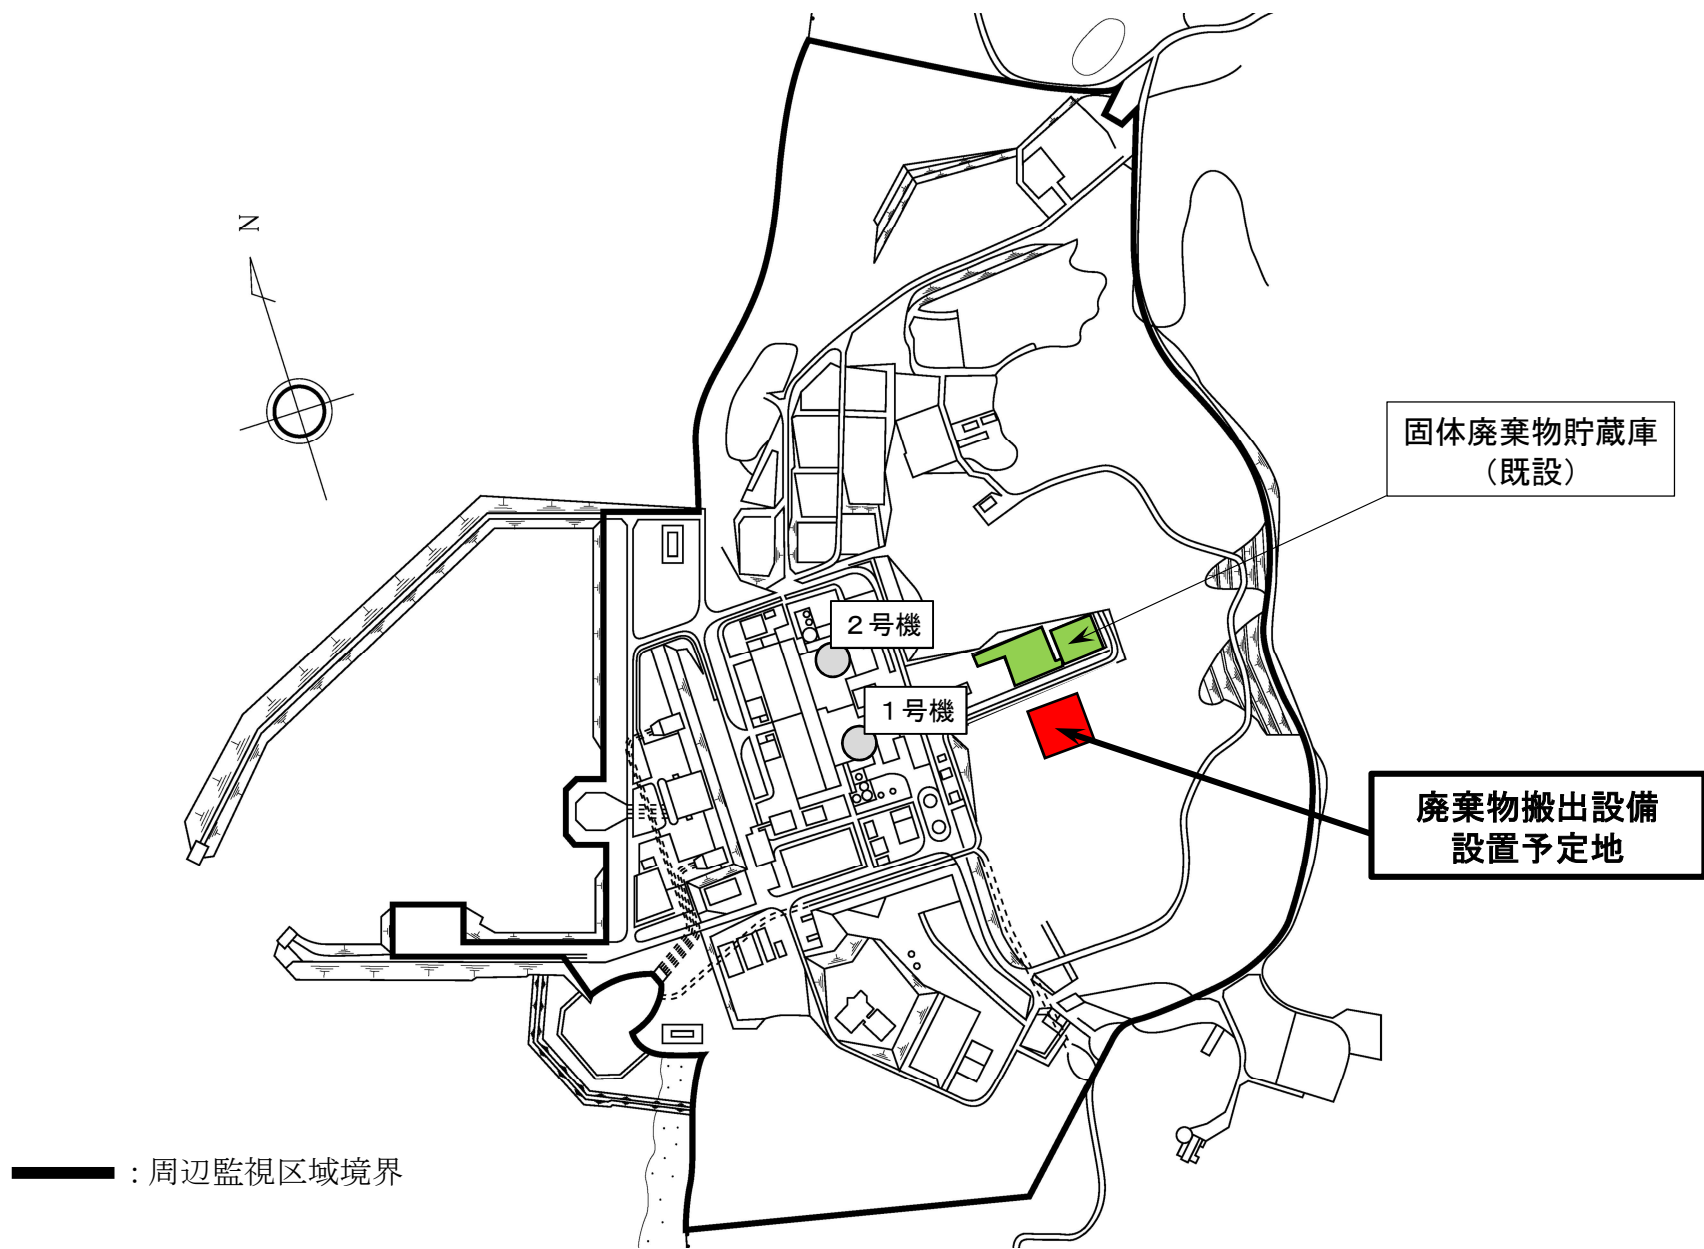 N
固体廃棄物貯蔵庫
（既設）
２号機
１号機
廃棄物搬出設備
設置予定地
：周辺監視区域境界